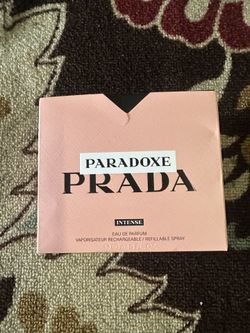 PARADOXE
PRADA
INTENSE
EAU DE PARFUM
VAPORISATEUR RECHARGEABLE / REFILLABLE SPRAY